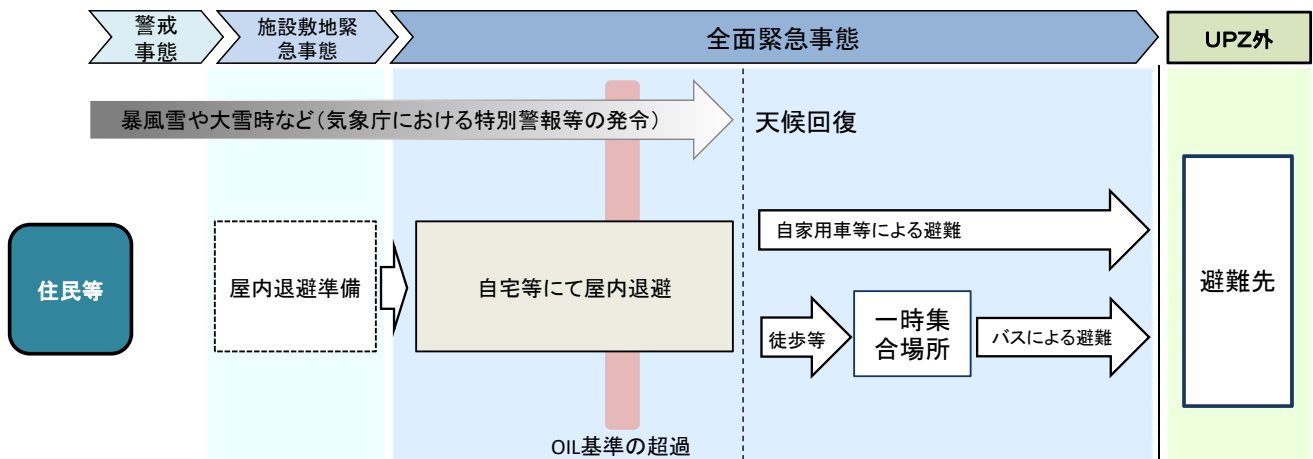 警戒
事態
施設敷地緊
急事態
全面緊急事態
UPZ外
暴風雪や大雪時など（気象庁における特別警報等の発令）
天候回復
住民等
屋内退避準備
自宅等にて屋内退避
自家用車等による避難
徒歩等
一時集
合場所
バスによる避難
避難先
OIL基準の超過